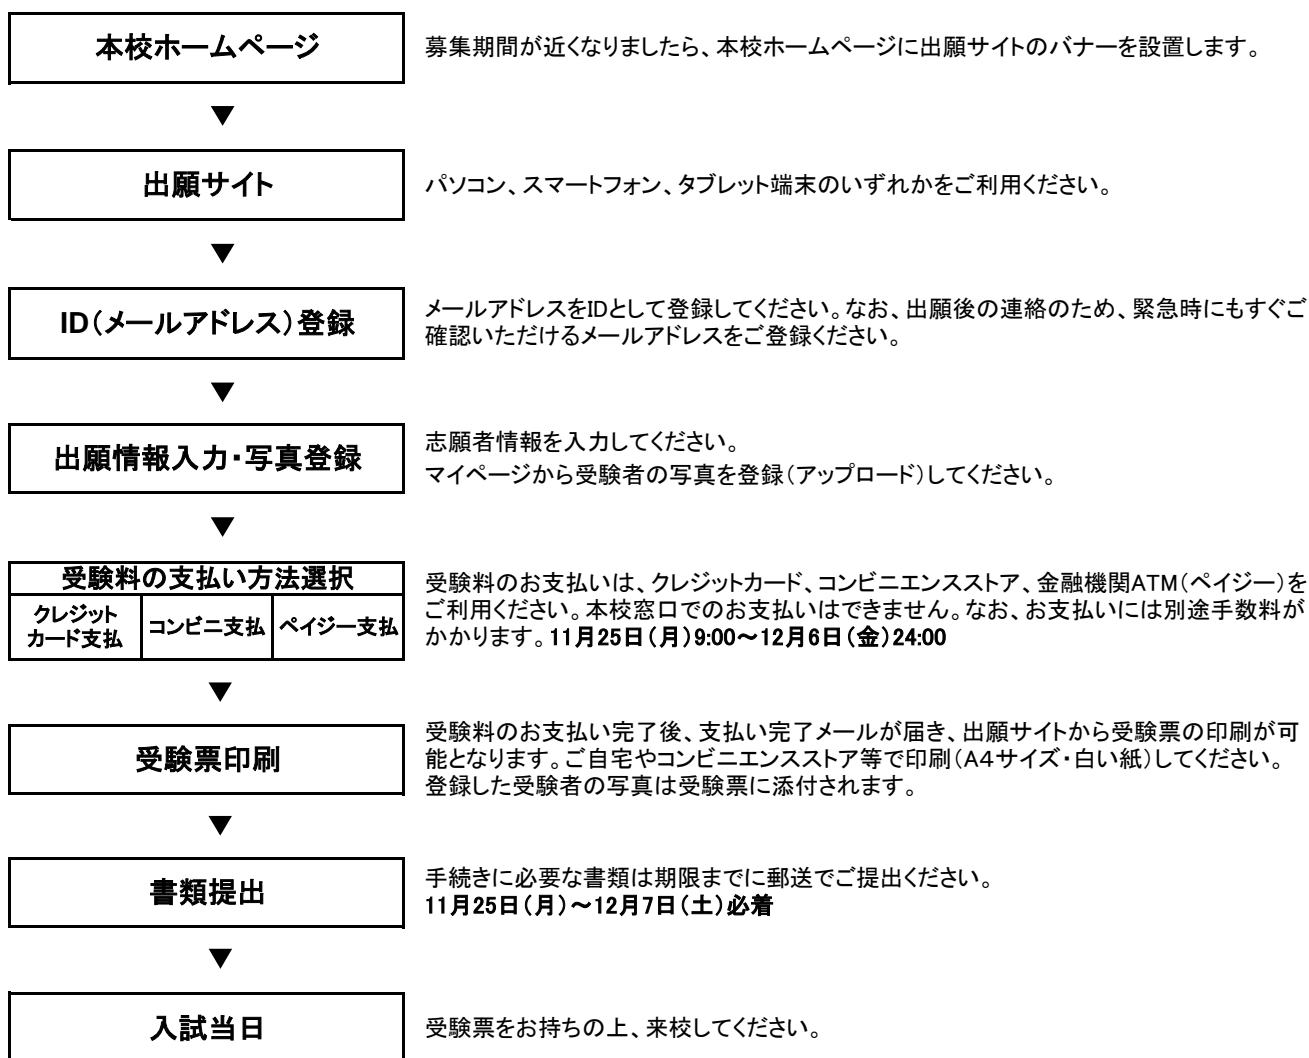 本校ホームページ
募集期間が近くなりましたら、本校ホームページに出願サイトのバナーを設置します。
▼
出願サイト
パソコン、スマートフォン、タブレット端末のいずれかをご利用ください。
▼
ID（メールアドレス）登録
メールアドレスをIDとして登録してください。なお、出願後の連絡のため、緊急時にもすぐご
確認いただけるメールアドレスをご登録ください。
▼
出願情報入力・写真登録
志願者情報を入力してください。
マイページから受験者の写真を登録（アップロード）してください。
▼
受験料の支払い方法選択
クレジット
カード支払
コンビニ支払
ペイジー支払
受験料のお支払いは、クレジットカード、コンビニエンスストア、金融機関ATM（ペイジー）を
ご利用ください。本校窓口でのお支払いはできません。なお、お支払いには別途手数料が
かかります。11月25日（月）9:00～12月6日（金）24:00
▼
受験票印刷
受験料のお支払い完了後、支払い完了メールが届き、出願サイトから受験票の印刷が可
能となります。ご自宅やコンビニエンスストア等で印刷（A４サイズ・白い紙）してください。
登録した受験者の写真は受験票に添付されます。
▼
書類提出
手続きに必要な書類は期限までに郵送でご提出ください。
11月25日（月）～12月7日（土）必着
▼
入試当日
受験票をお持ちの上、来校してください。